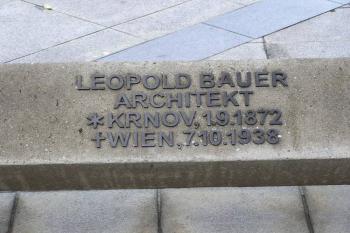 LEOPOLD BAUER
ARCHITEKT
* KRNOV, 1.9.1872
† WIEN, 7.10.1938